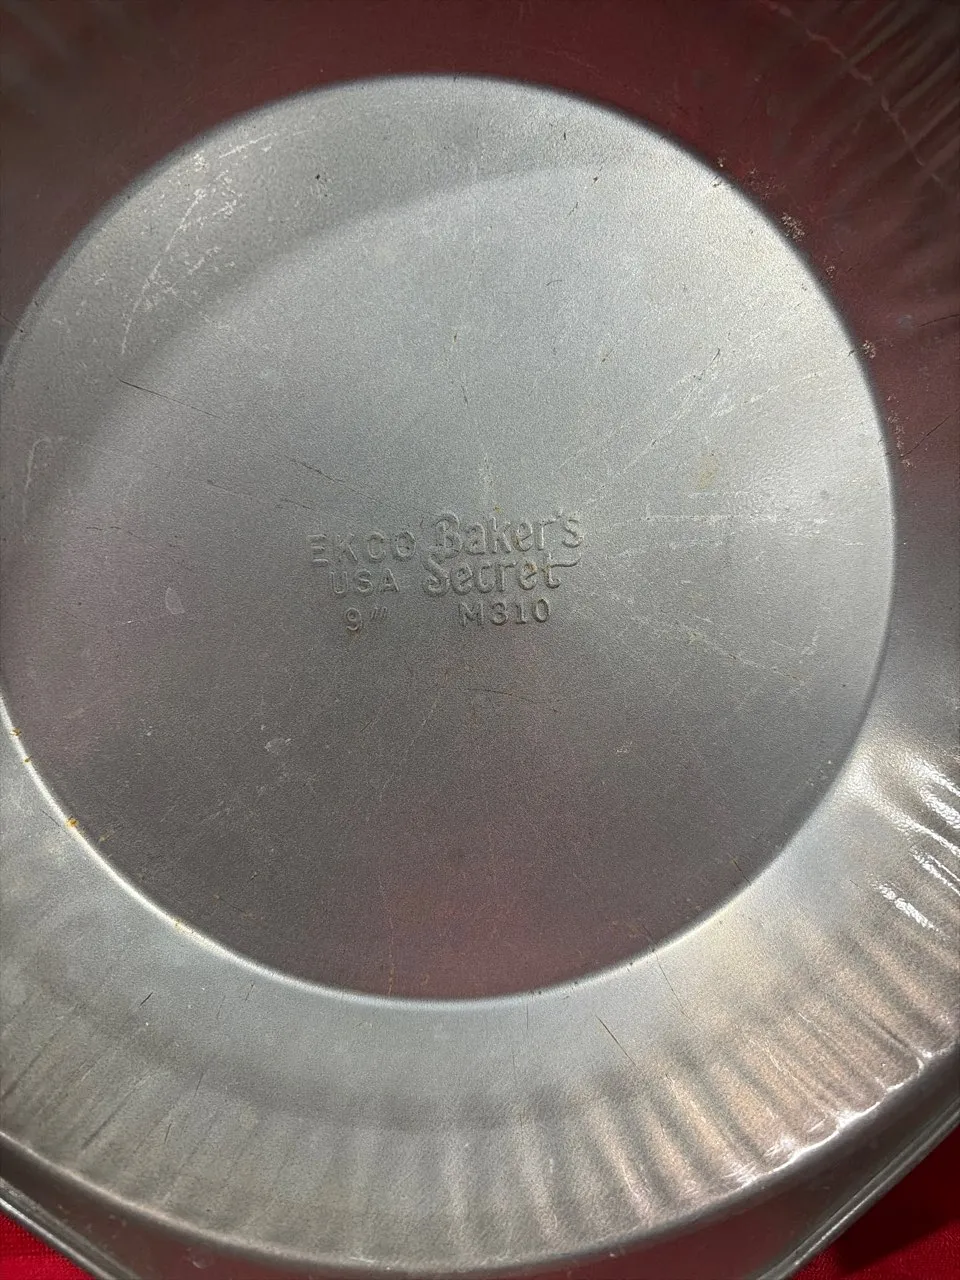 EKCO Baker's
USA Secret
9" M310